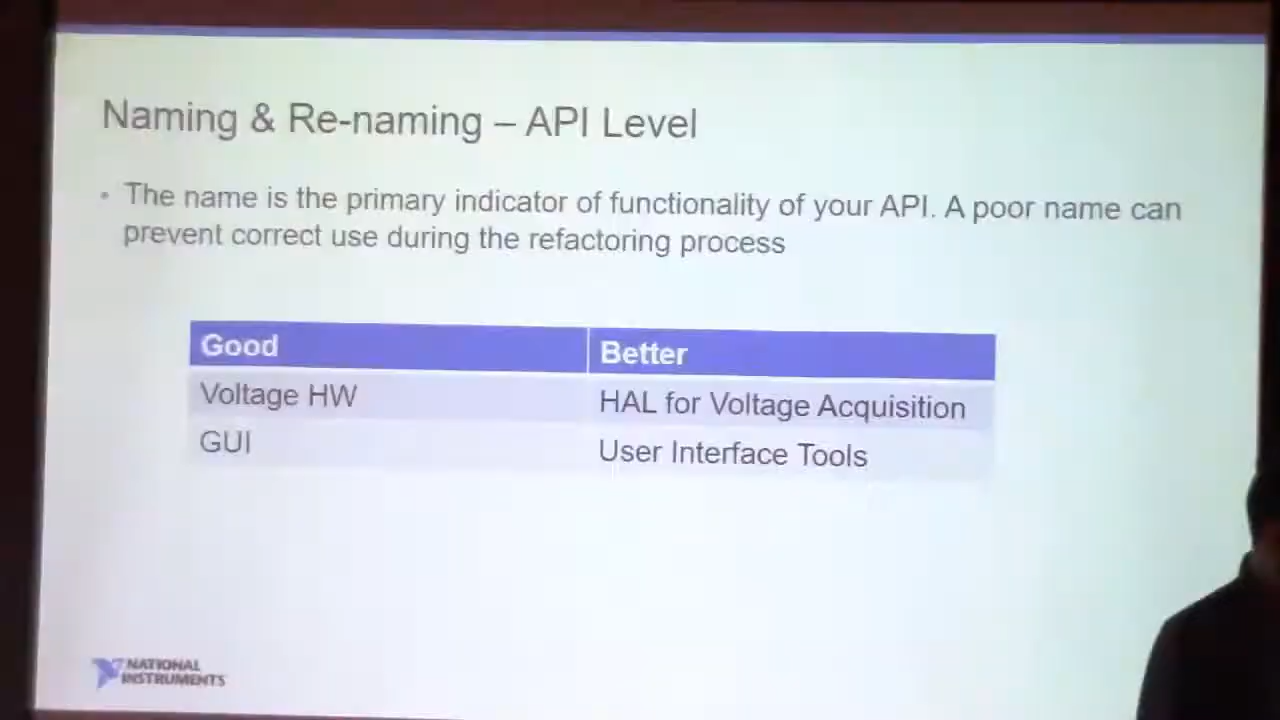 Naming & Re-naming – API Level
• The name is the primary indicator of functionality of your API. A poor name can
prevent correct use during the refactoring process
Good Better
Voltage HW HAL for Voltage Acquisition
GUI User Interface Tools
NATIONAL
INSTRUMENTS